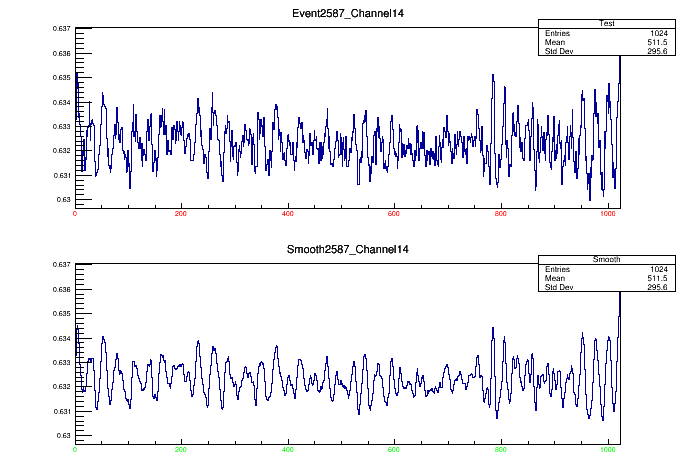 Event2587_Channel14
Test
Entries 1024
Mean 511.5
Std Dev 295.6
0.637
0.636
0.635
0.634
0.633
0.632
0.631
0.63
0 200 400 600 800 1000
Smooth2587_Channel14
Smooth
Entries 1024
Mean 511.5
Std Dev 295.6
0.637
0.636
0.635
0.634
0.633
0.632
0.631
0.63
0 200 400 600 800 1000